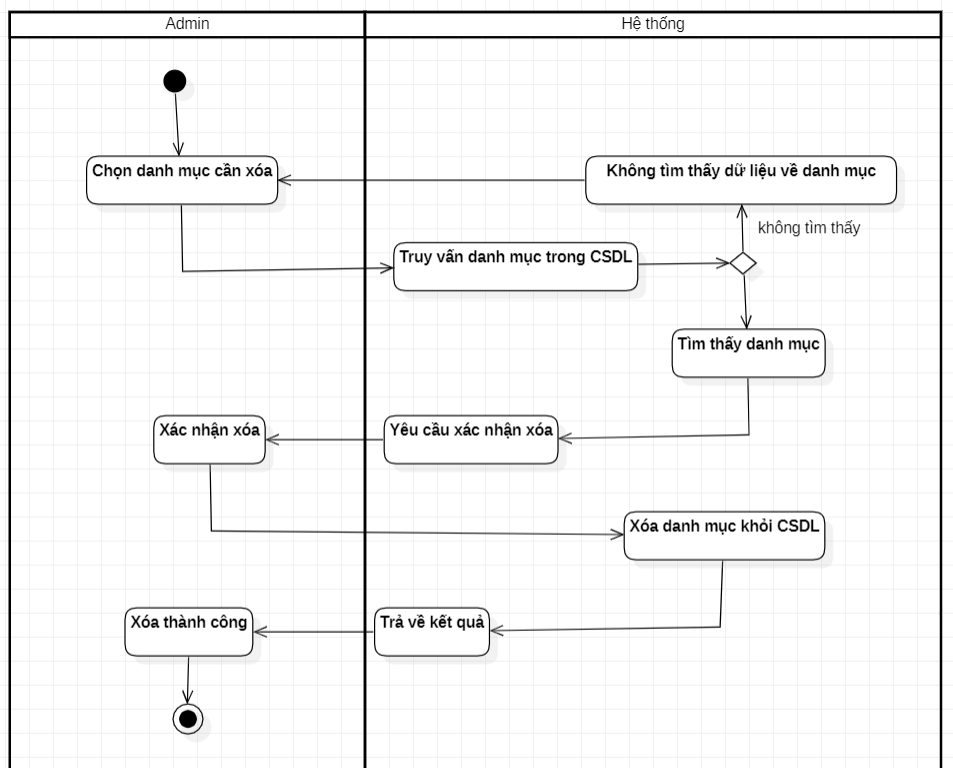 Admin
Hệ thống
Chọn danh mục cần xóa
Không tìm thấy dữ liệu về danh mục
không tìm thấy
Truy vấn danh mục trong CSDL
Tìm thấy danh mục
Xác nhận xóa
Yêu cầu xác nhận xóa
Xóa danh mục khỏi CSDL
Xóa thành công
Trả về kết quả